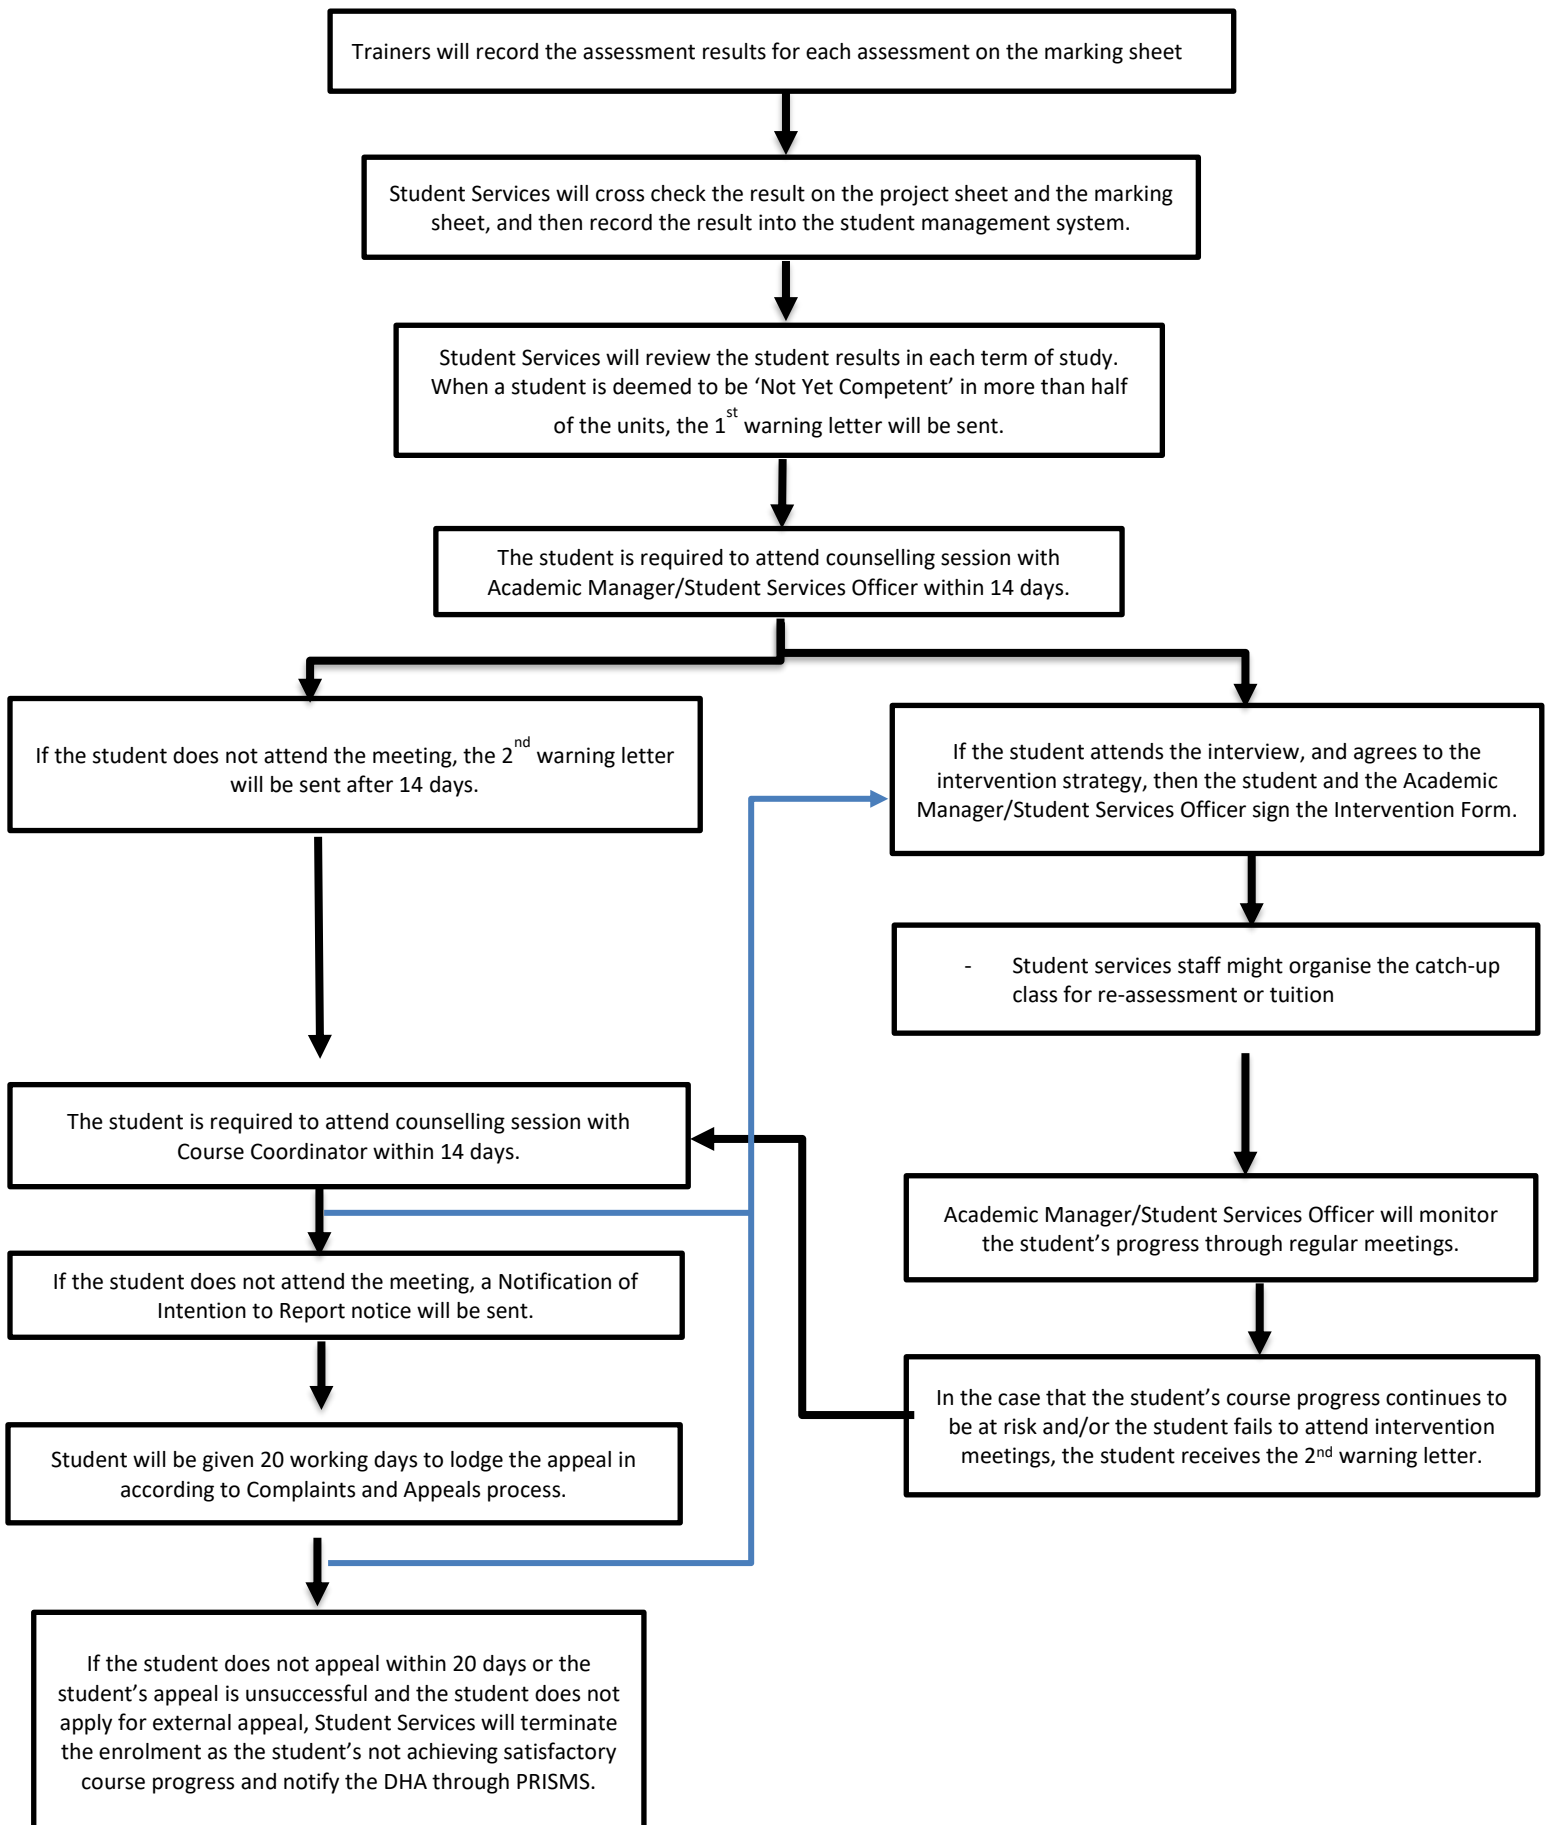 Trainers will record the assessment results for each assessment on the marking sheet
Student Services will cross check the result on the project sheet and the marking
sheet, and then record the result into the student management system.
Student Services will review the student results in each term of study.
When a student is deemed to be ‘Not Yet Competent’ in more than half
of the units, the 1st warning letter will be sent.
The student is required to attend counselling session with
Academic Manager/Student Services Officer within 14 days.
If the student does not attend the meeting, the 2nd warning letter
will be sent after 14 days.
If the student attends the interview, and agrees to the
intervention strategy, then the student and the Academic
Manager/Student Services Officer sign the Intervention Form.
- Student services staff might organise the catch-up
class for re-assessment or tuition
The student is required to attend counselling session with
Course Coordinator within 14 days.
Academic Manager/Student Services Officer will monitor
the student’s progress through regular meetings.
If the student does not attend the meeting, a Notification of
Intention to Report notice will be sent.
In the case that the student’s course progress continues to
be at risk and/or the student fails to attend intervention
meetings, the student receives the 2nd warning letter.
Student will be given 20 working days to lodge the appeal in
according to Complaints and Appeals process.
If the student does not appeal within 20 days or the
student’s appeal is unsuccessful and the student does not
apply for external appeal, Student Services will terminate
the enrolment as the student’s not achieving satisfactory
course progress and notify the DHA through PRISMS.